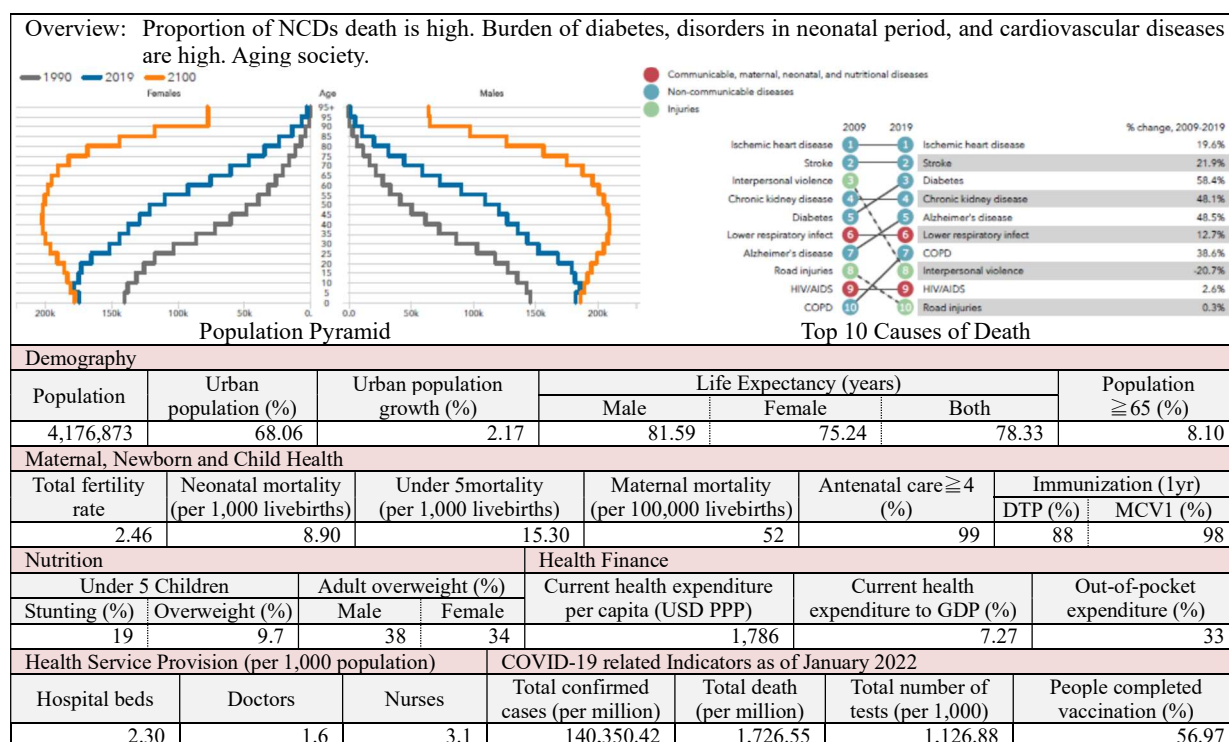 Overview: Proportion of NCDs death is high. Burden of diabetes, disorders in neonatal period, and cardiovascular diseases
are high. Aging society.
1990 2019 2100
Females Age Males
95+
90
85
80
75
70
65
60
55
50
45
40
35
30
25
20
15
10
5
0
200k 150k 100k 50k 0. 0 50k 100k 150k 200k
Population Pyramid
Communicable, maternal, neonatal, and nutritional diseases
Non-communicable diseases
Injuries
2009 2019 % change, 2009-2019
Ischemic heart disease 1 1 Ischemic heart disease 19.6%
Stroke 2 2 Stroke 21.9%
Interpersonal violence 3 3 Diabetes 58.4%
Chronic kidney disease 4 4 Chronic kidney disease 48.1%
Diabetes 5 5 Alzheimer's disease 48.5%
Lower respiratory infect 6 6 Lower respiratory infect 12.7%
Alzheimer's disease 7 7 COPD 38.6%
Road injuries 8 8 Interpersonal violence -20.7%
HIV/AIDS 9 9 HIV/AIDS 2.6%
COPD 10 10 Road injuries 0.3%
Top 10 Causes of Death
Demography
Population Urban population (%) Urban population growth (%) Life Expectancy (years) Population ≧65 (%)
Male Female Both
4,176,873 68.06 2.17 81.59 75.24 78.33 8.10
Maternal, Newborn and Child Health
Total fertility rate Neonatal mortality (per 1,000 livebirths) Under 5mortality (per 1,000 livebirths) Maternal mortality (per 100,000 livebirths) Antenatal care≧4 (%) Immunization (1yr)
DTP (%) MCV1 (%)
2.46 8.90 15.30 52 99 88 98
Nutrition Health Finance
Under 5 Children Adult overweight (%) Current health expenditure per capita (USD PPP) Current health expenditure to GDP (%) Out-of-pocket expenditure (%)
Stunting (%) Overweight (%) Male Female
19 9.7 38 34 1,786 7.27 33
Health Service Provision (per 1,000 population) COVID-19 related Indicators as of January 2022
Hospital beds Doctors Nurses Total confirmed cases (per million) Total death (per million) Total number of tests (per 1,000) People completed vaccination (%)
2.30 1.6 3.1 140,350.42 1,726.55 1,126.88 56.97